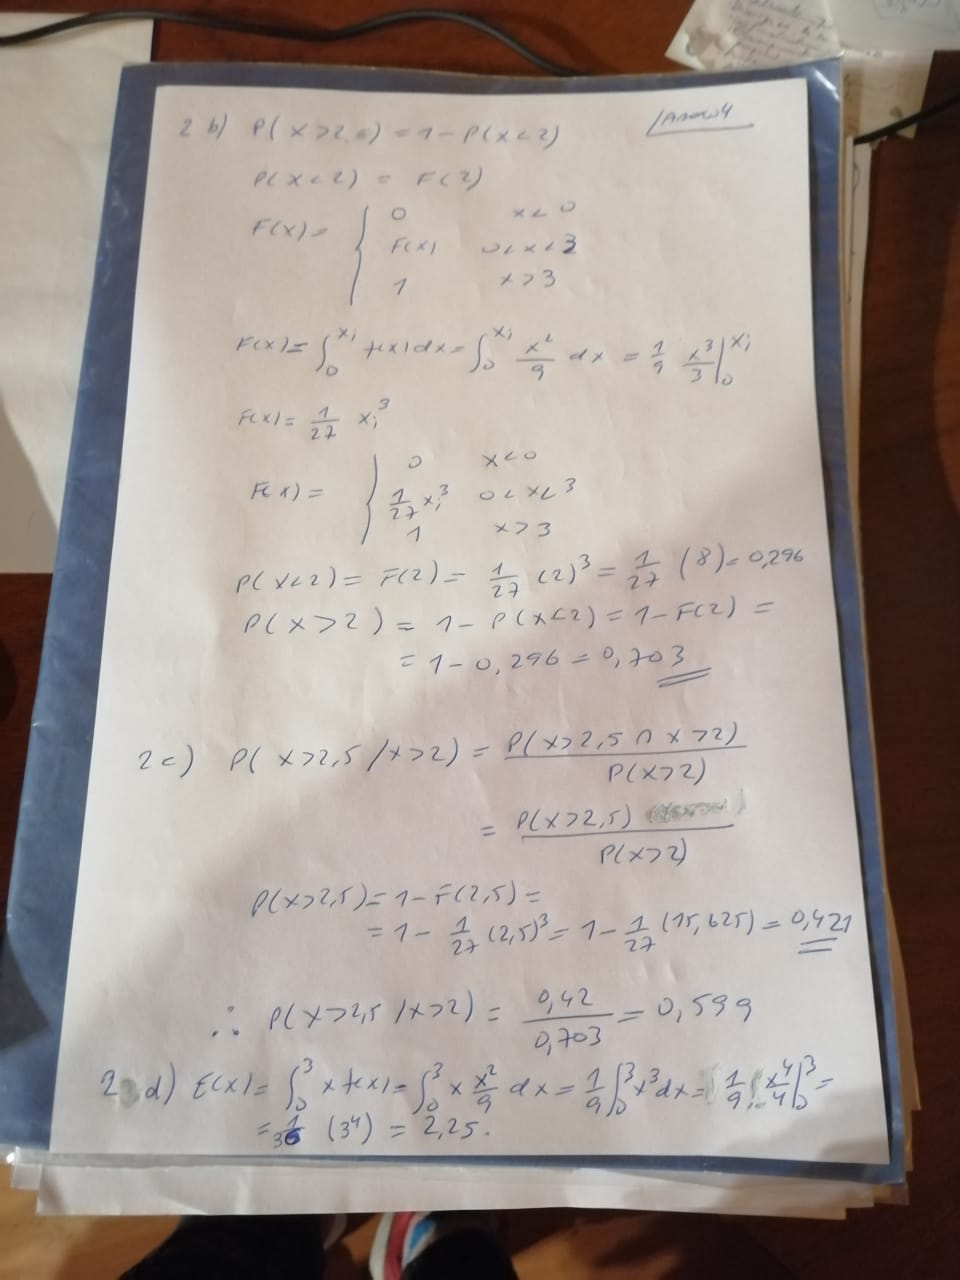 2 b) P(X>2) = 1 - P(X<2)
P(X<2) = F(2)
F(X) = { 0 x<0
F(X) 0<x<3
1 x>3
F(X) = ∫₀^xi f(x)dx = ∫₀^xi x²/9 dx = 1/9 x³/3 |₀^xi
F(X) = 1/27 xi³
F(X) = { 0 x<0
1/27 xi³ 0<x<3
1 x>3
P(X<2) = F(2) = 1/27 (2)³ = 1/27 (8) = 0,296
P(X>2) = 1 - P(X<2) = 1 - F(2) =
= 1 - 0,296 = 0,703
2c) P(X>2,5 / X>2) = P(X>2,5 ∩ X>2) / P(X>2)
= P(X>2,5) / P(X>2)
P(X>2,5) = 1 - F(2,5) =
= 1 - 1/27 (2,5)³ = 1 - 1/27 (15,625) = 0,421
∴ P(X>2,5 / X>2) = 0,42 / 0,703 = 0,599
2 d) E(X) = ∫₀³ x f(x) = ∫₀³ x x²/9 dx = 1/9 ∫₀³ x³dx = 1/9 x⁴/4 |₀³ =
= 1/36 (3⁴) = 2,25.